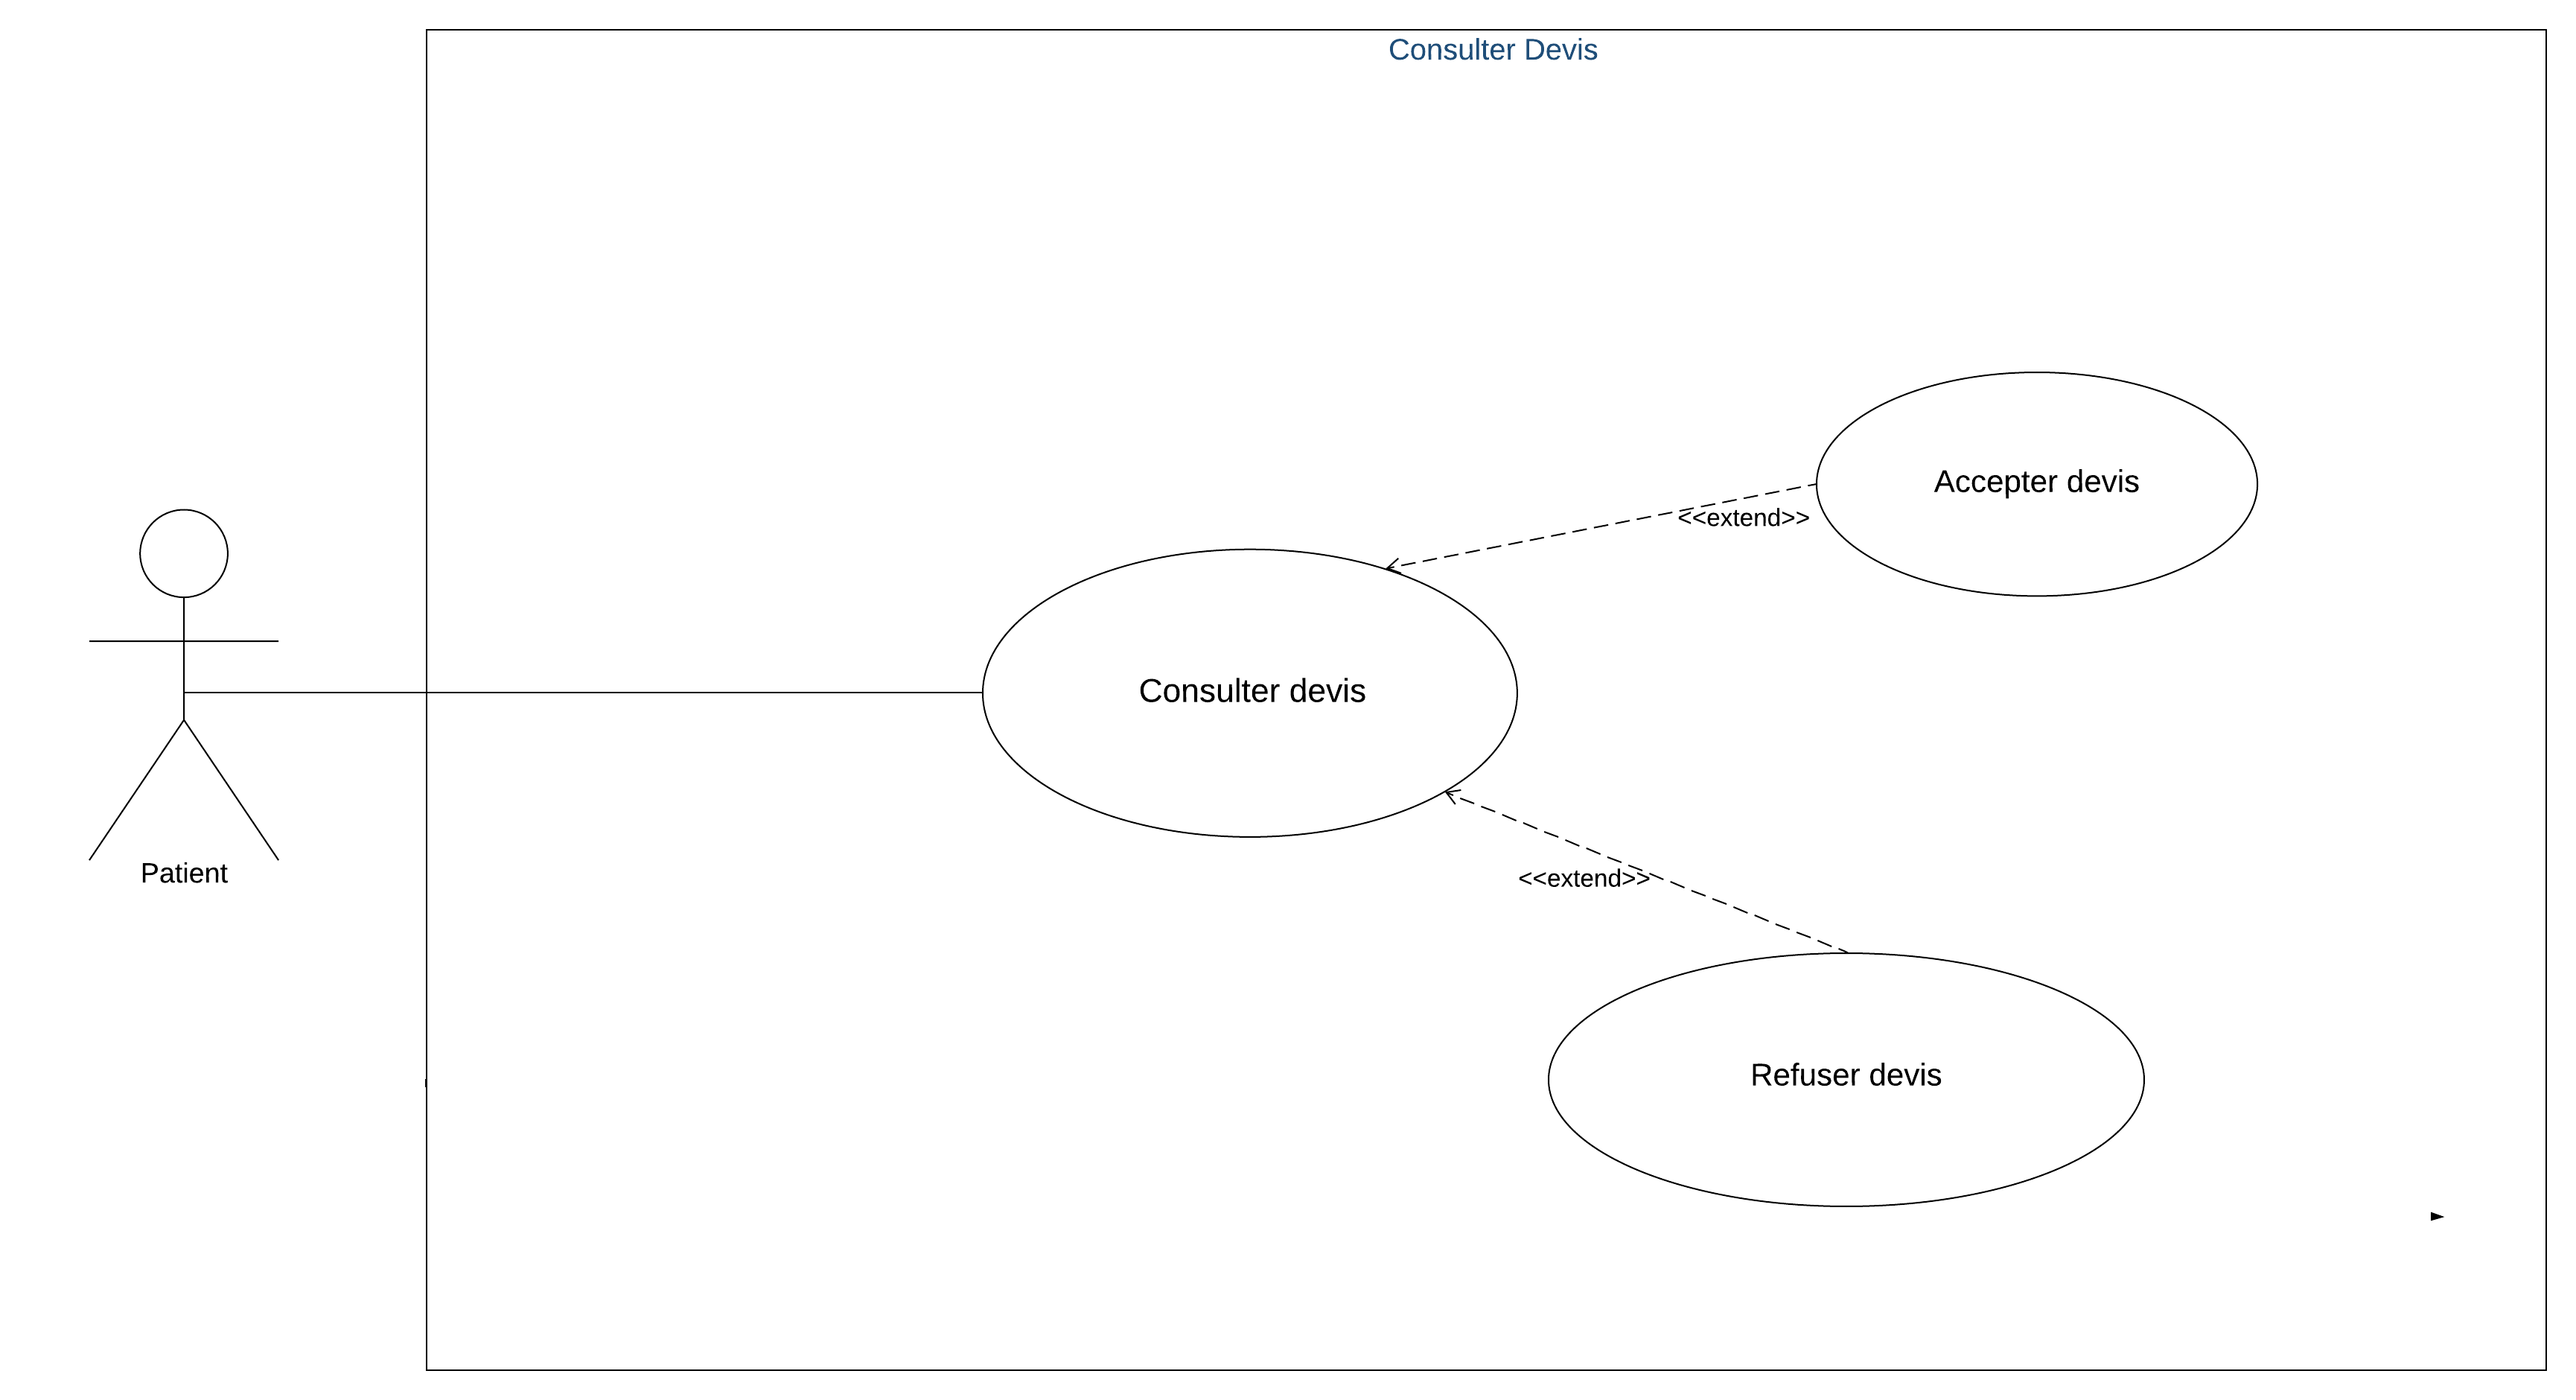 Consulter Devis
Accepter devis
<<extend>>
Consulter devis
Patient
<<extend>>
Refuser devis